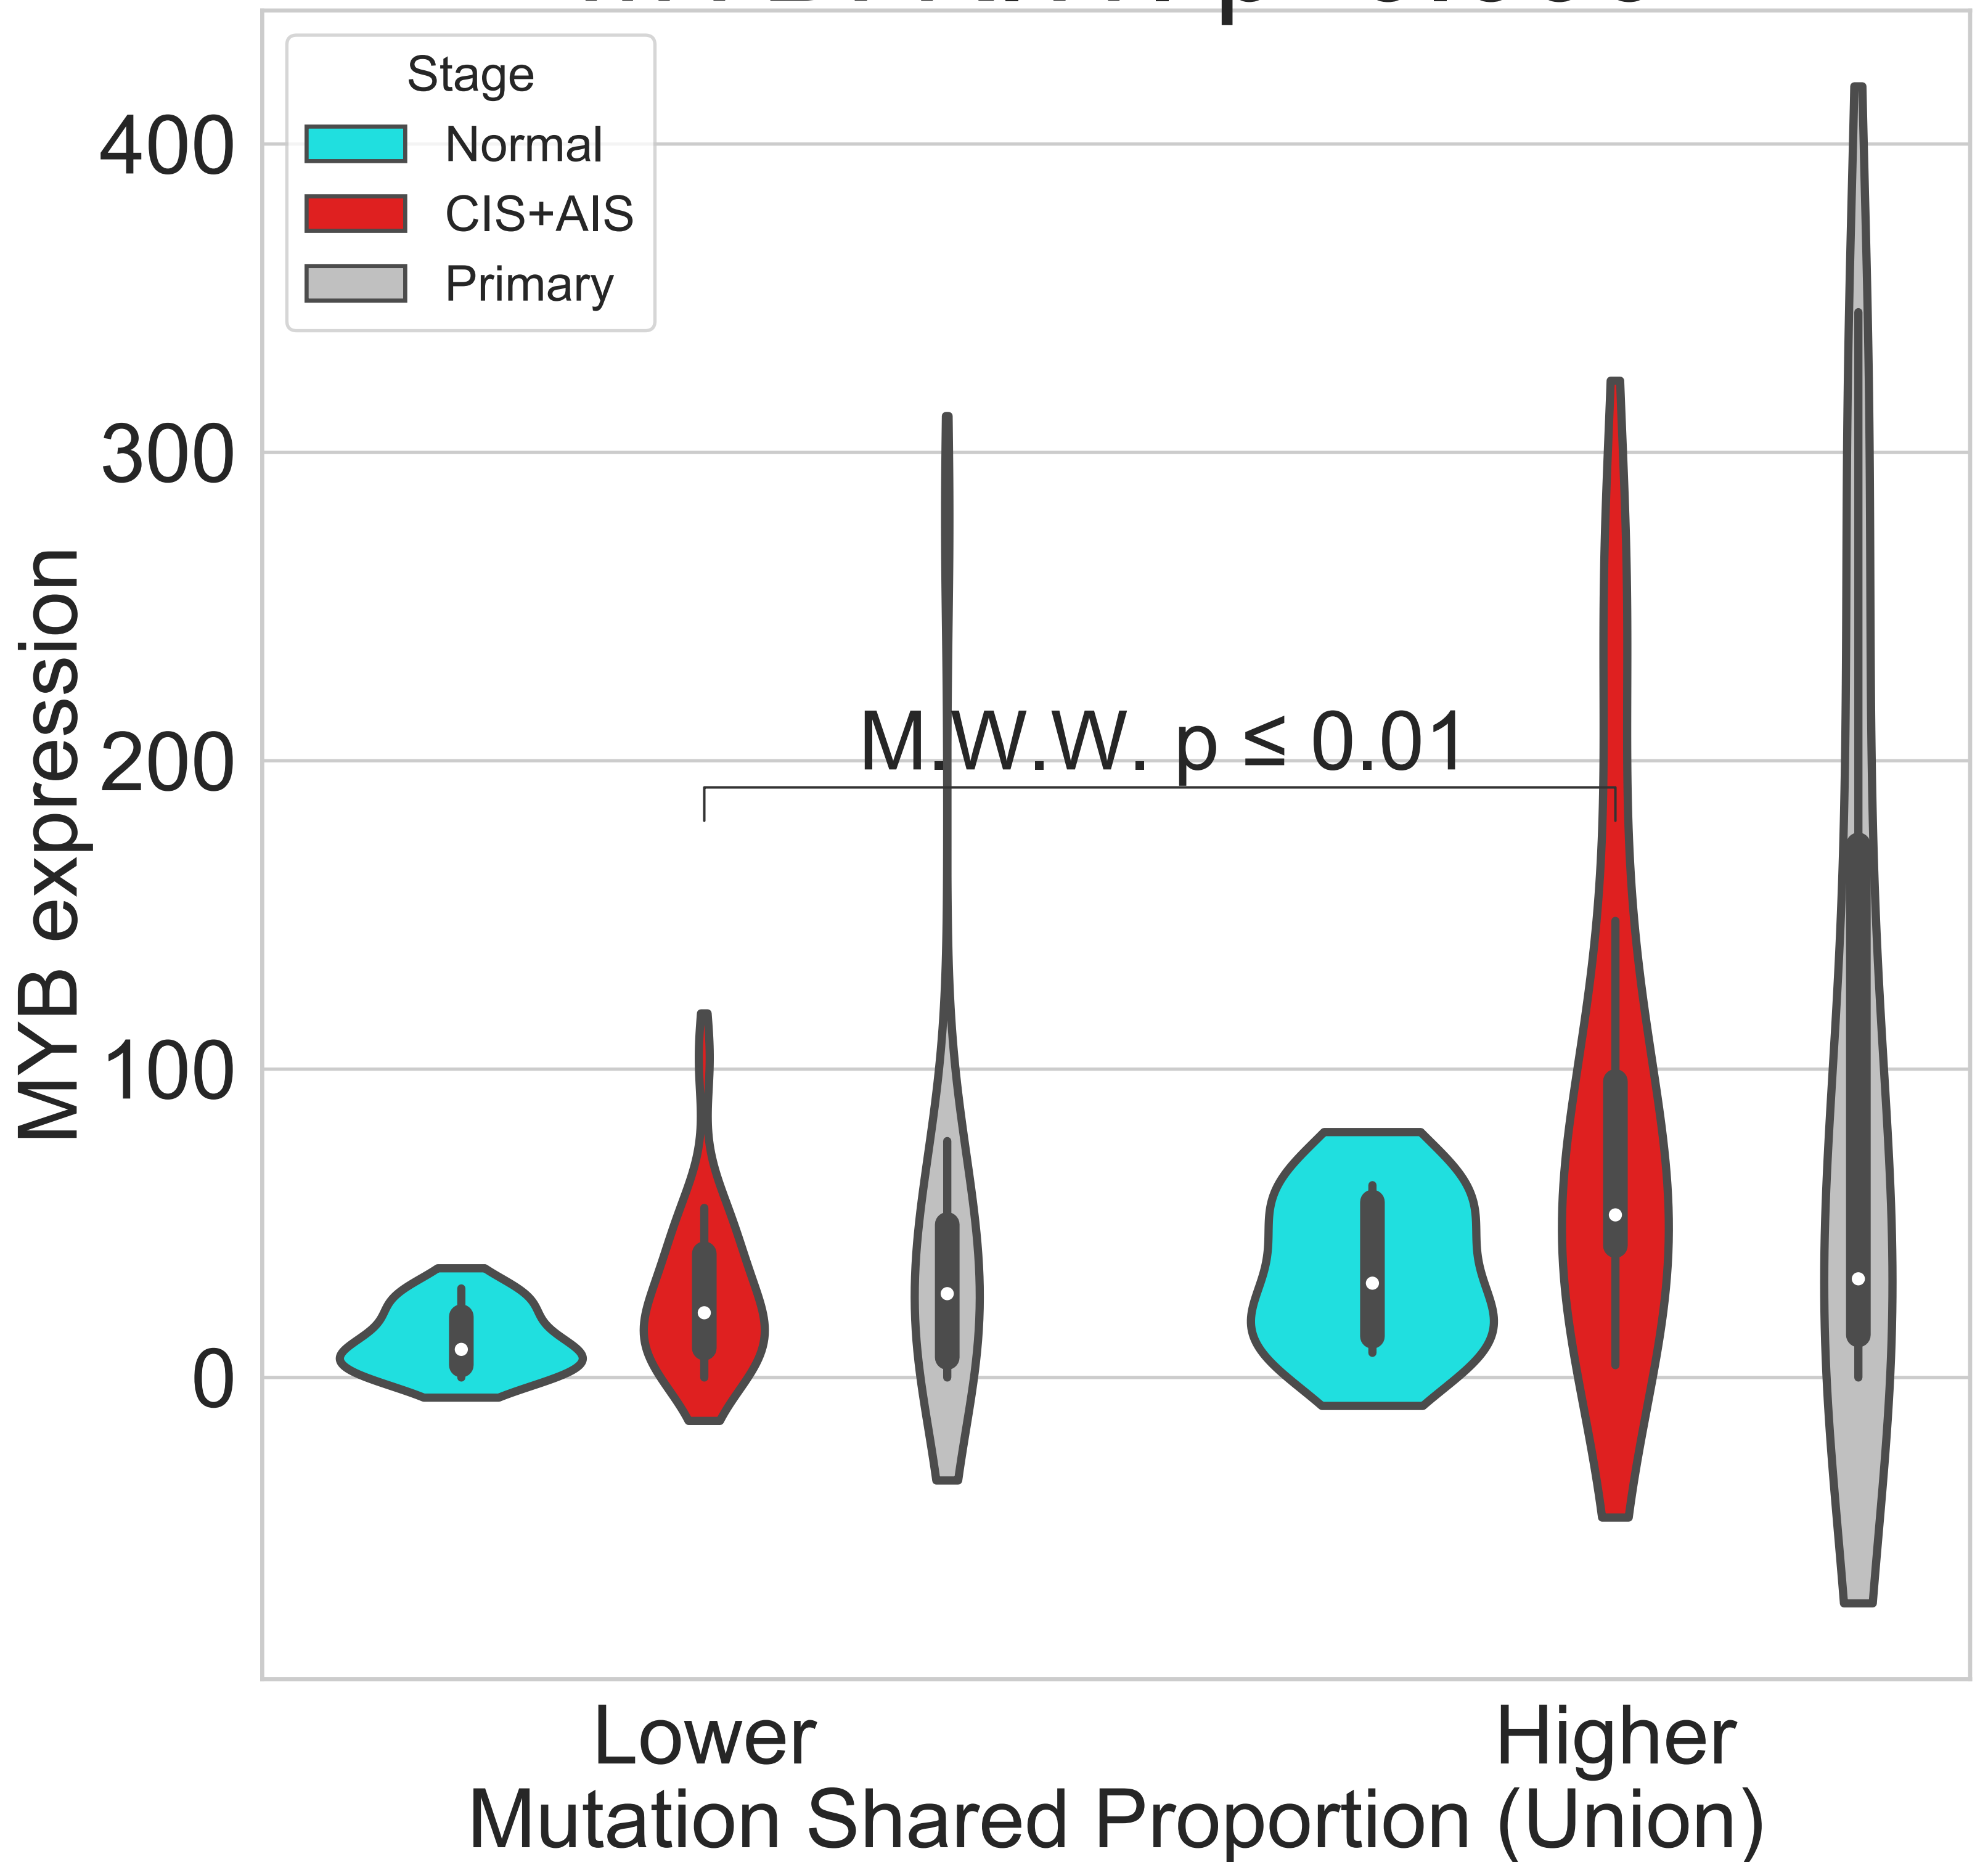 Stage
Normal
CIS+AIS
Primary
400
300
200
100
0
MYB expression
M.W.W. p ≤ 0.01
Lower
Higher
Mutation Shared Proportion (Union)